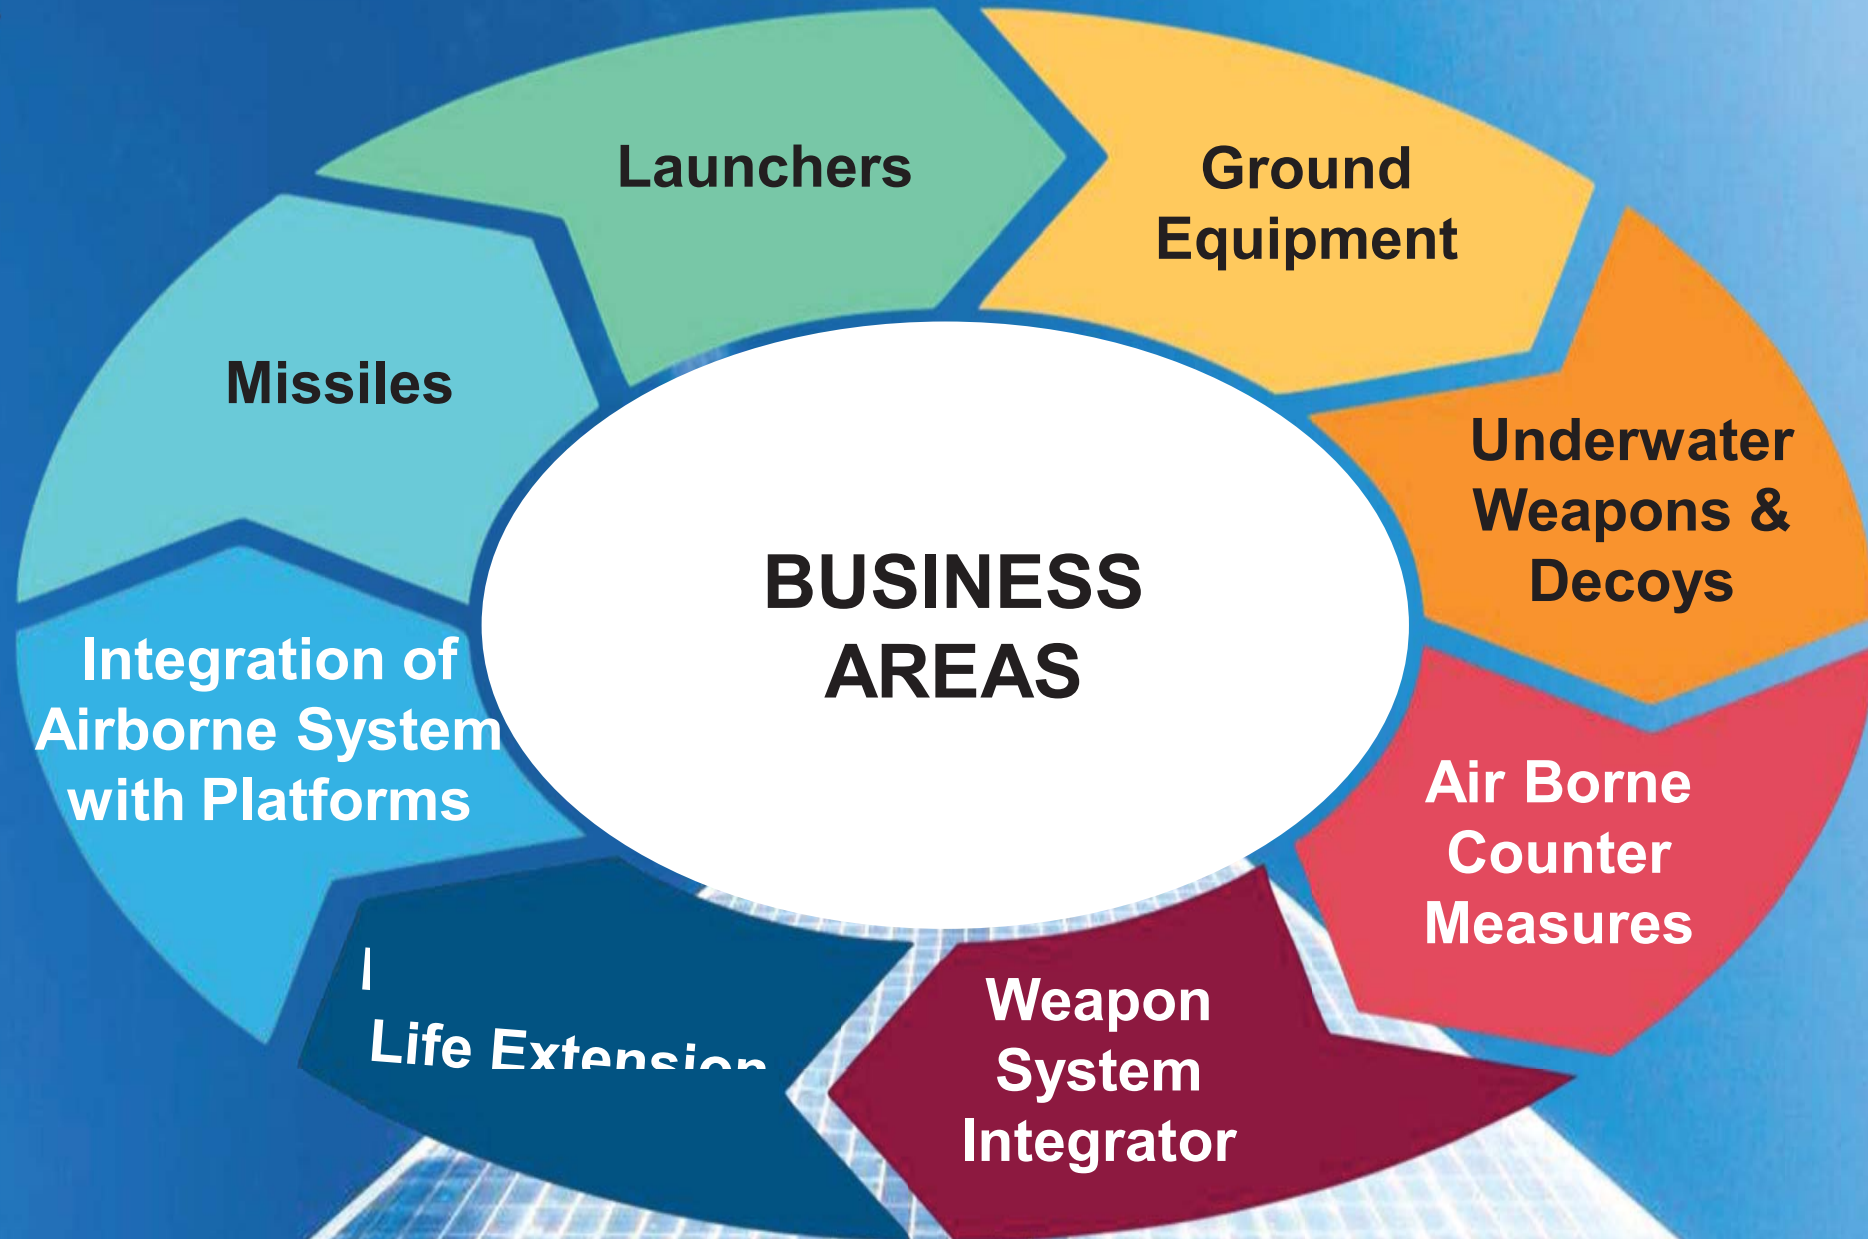 Launchers
Ground
Equipment
Missiles
Underwater
Weapons &
Decoys
BUSINESS
AREAS
Integration of
Airborne System
with Platforms
Air Borne
Counter
Measures
Life Extension
Weapon
System
Integrator